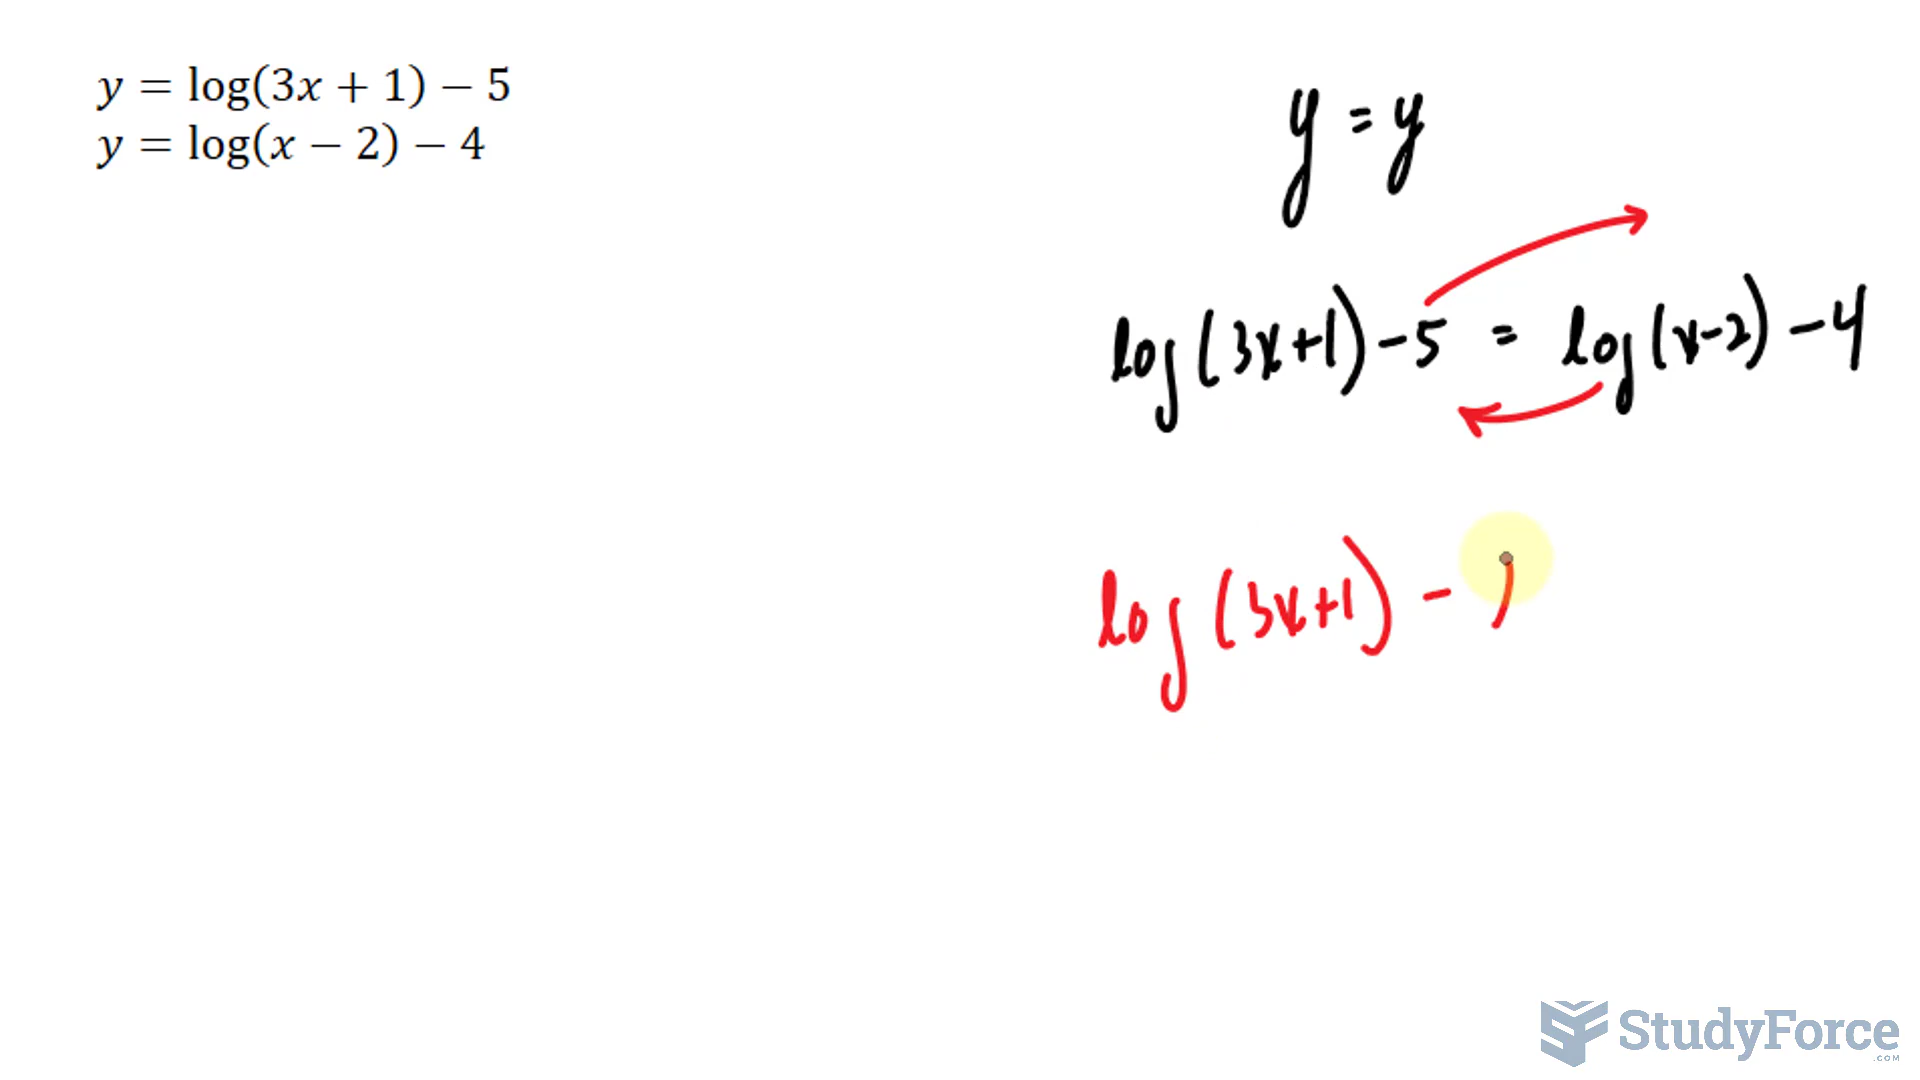 y = log(3x + 1) − 5
y = log(x − 2) − 4
y = y
log(3x+1) - 5 = log(x-2) - 4
log(3x+1) -
StudyForce
.COM